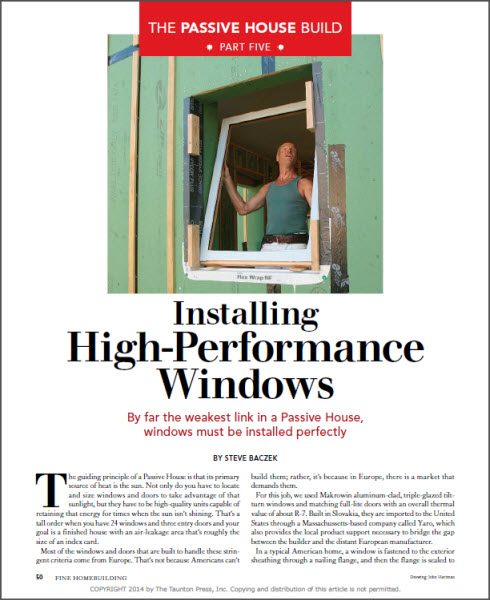 THE PASSIVE HOUSE BUILD
PART FIVE
Installing
High-Performance
Windows
By far the weakest link in a Passive House,
windows must be installed perfectly
BY STEVE BACZEK
The guiding principle of a Passive House is that its primary
source of heat is the sun. Not only do you have to locate
and size windows and doors to take advantage of that
sunlight, but they have to be high-quality units capable of
retaining that energy for times when the sun isn't shining. That's a
tall order when you have 24 windows and three entry doors and your
goal is a finished house with an air-leakage area that's roughly the
size of an index card.
Most of the windows and doors that are built to handle these strin-
gent criteria come from Europe. That's not because Americans can't
build them; rather, it's because in Europe, there is a market that
demands them.
For this job, we used Makrowin aluminum-clad, triple-glazed tilt-
turn windows and matching full-lite doors with an overall thermal
value of about R-7. Built in Slovakia, they are imported to the United
States through a Massachusetts-based company called Yaro, which
also provides the local product support necessary to bridge the gap
between the builder and the distant European manufacturer.
In a typical American home, a window is fastened to the exterior
sheathing through a nailing flange, and then the flange is sealed to
50 FINE HOMEBUILDING
Drawing: John Hartman
COPYRIGHT 2014 by The Taunton Press, Inc. Copying and distribution of this article is not permitted.